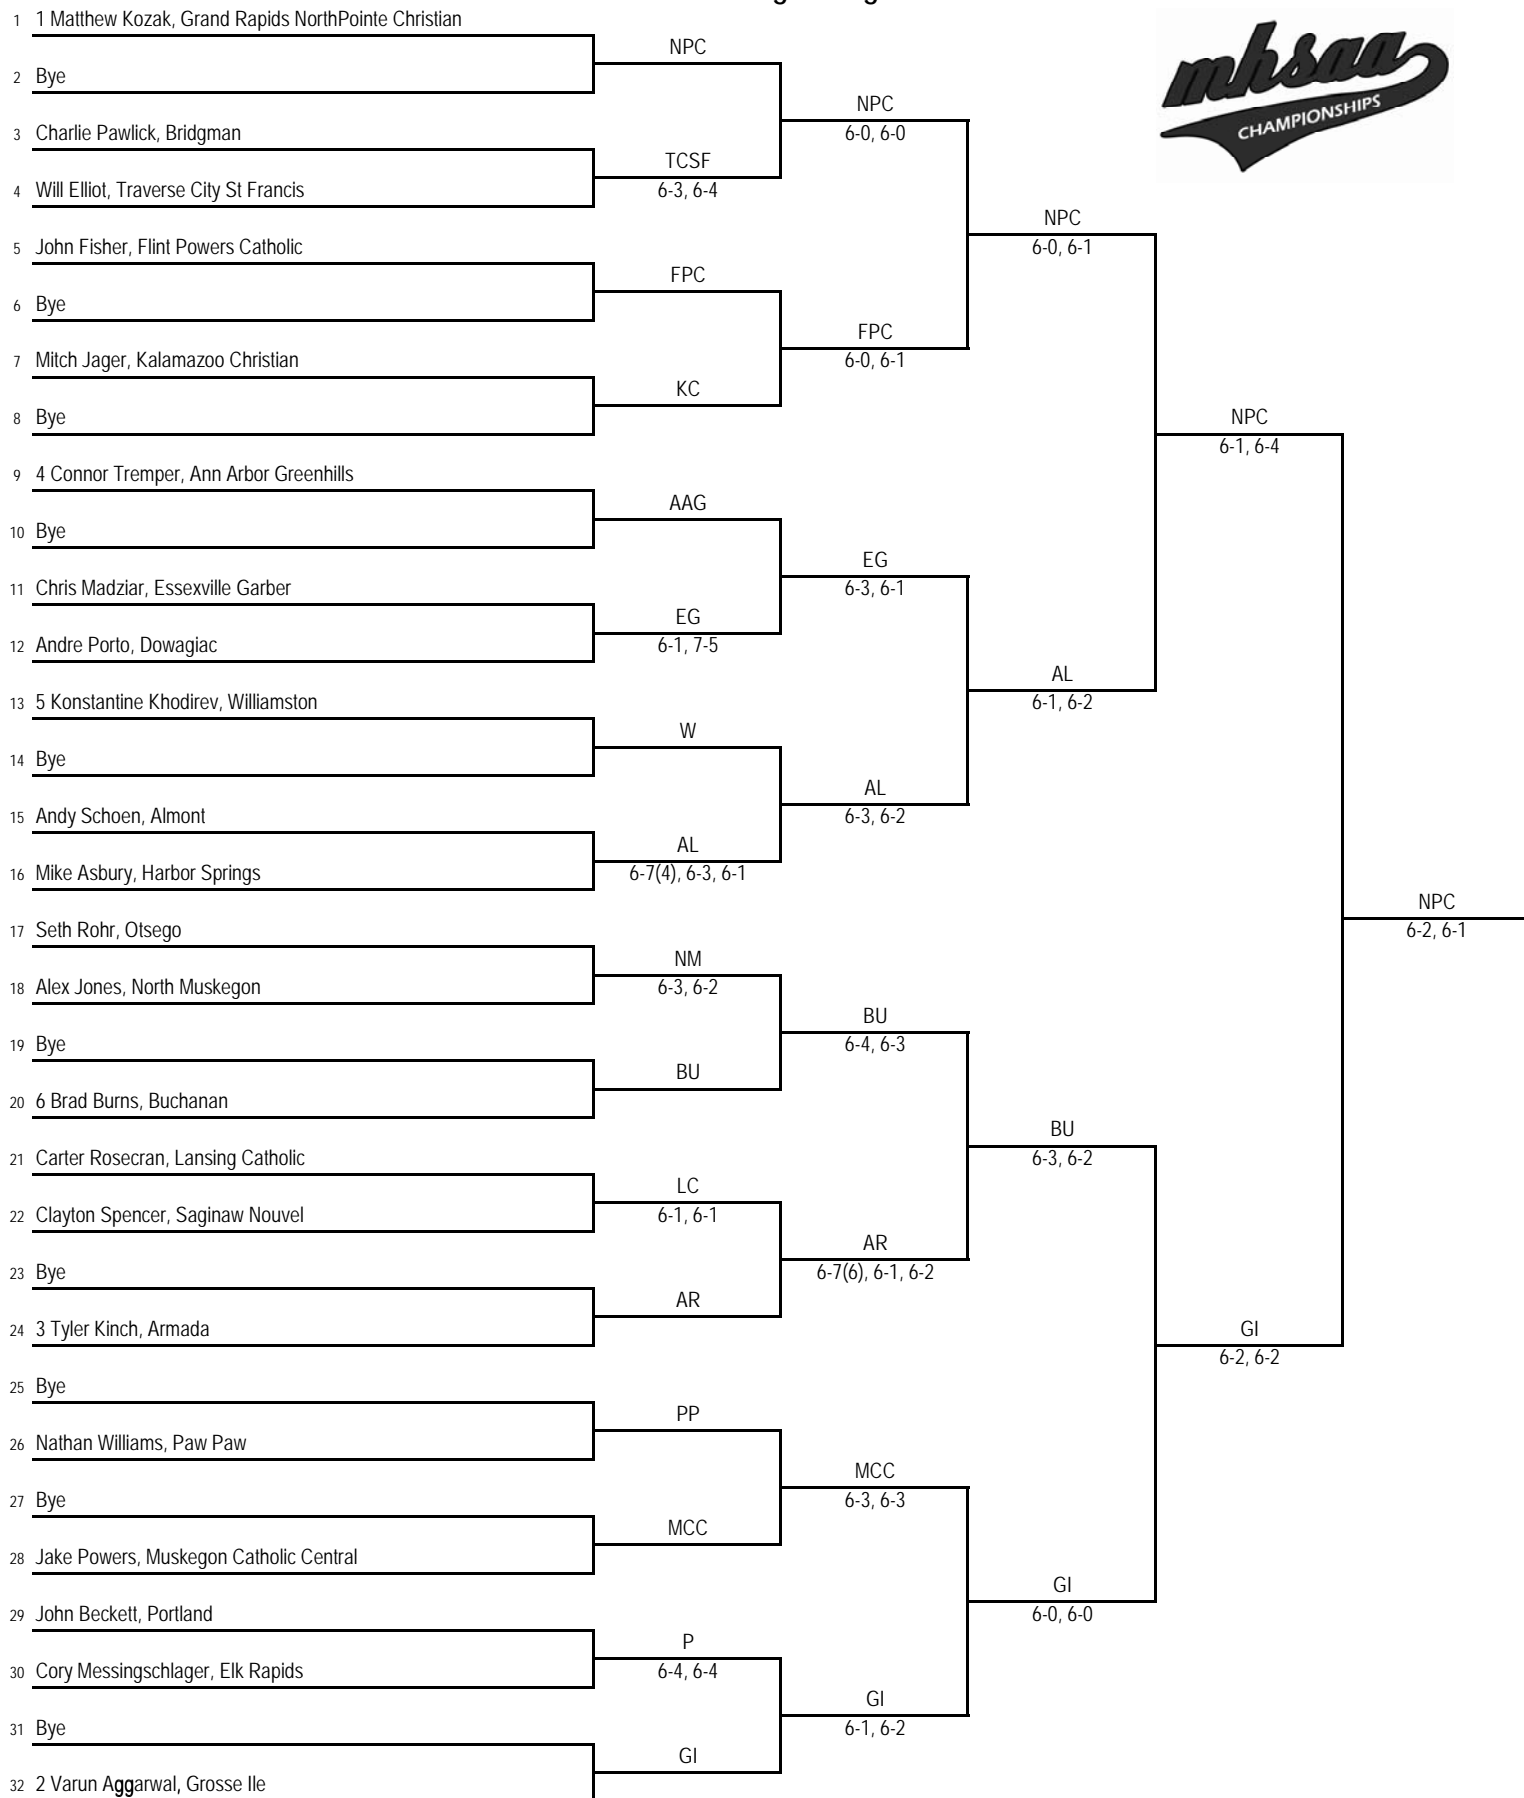 1 1 Matthew Kozak, Grand Rapids NorthPointe Christian
NPC
2 Bye
NPC
6-0, 6-0
3 Charlie Pawlick, Bridgman
TCSF
6-3, 6-4
4 Will Elliot, Traverse City St Francis
NPC
6-0, 6-1
5 John Fisher, Flint Powers Catholic
FPC
6 Bye
FPC
6-0, 6-1
7 Mitch Jager, Kalamazoo Christian
KC
8 Bye
NPC
6-1, 6-4
9 4 Connor Tremper, Ann Arbor Greenhills
AAG
10 Bye
EG
6-3, 6-1
11 Chris Madziar, Essexville Garber
EG
6-1, 7-5
12 Andre Porto, Dowagiac
AL
6-1, 6-2
13 5 Konstantine Khodirev, Williamston
W
14 Bye
AL
6-3, 6-2
15 Andy Schoen, Almont
AL
6-7(4), 6-3, 6-1
16 Mike Asbury, Harbor Springs
NPC
6-2, 6-1
17 Seth Rohr, Otsego
NM
6-3, 6-2
18 Alex Jones, North Muskegon
BU
6-4, 6-3
19 Bye
BU
20 6 Brad Burns, Buchanan
BU
6-3, 6-2
21 Carter Rosecran, Lansing Catholic
LC
6-1, 6-1
22 Clayton Spencer, Saginaw Nouvel
AR
6-7(6), 6-1, 6-2
23 Bye
AR
24 3 Tyler Kinch, Armada
GI
6-2, 6-2
25 Bye
PP
26 Nathan Williams, Paw Paw
MCC
6-3, 6-3
27 Bye
MCC
28 Jake Powers, Muskegon Catholic Central
GI
6-0, 6-0
29 John Beckett, Portland
P
6-4, 6-4
30 Cory Messingschlager, Elk Rapids
GI
6-1, 6-2
31 Bye
GI
32 2 Varun Aggarwal, Grosse Ile
mhsaa
CHAMPIONSHIPS